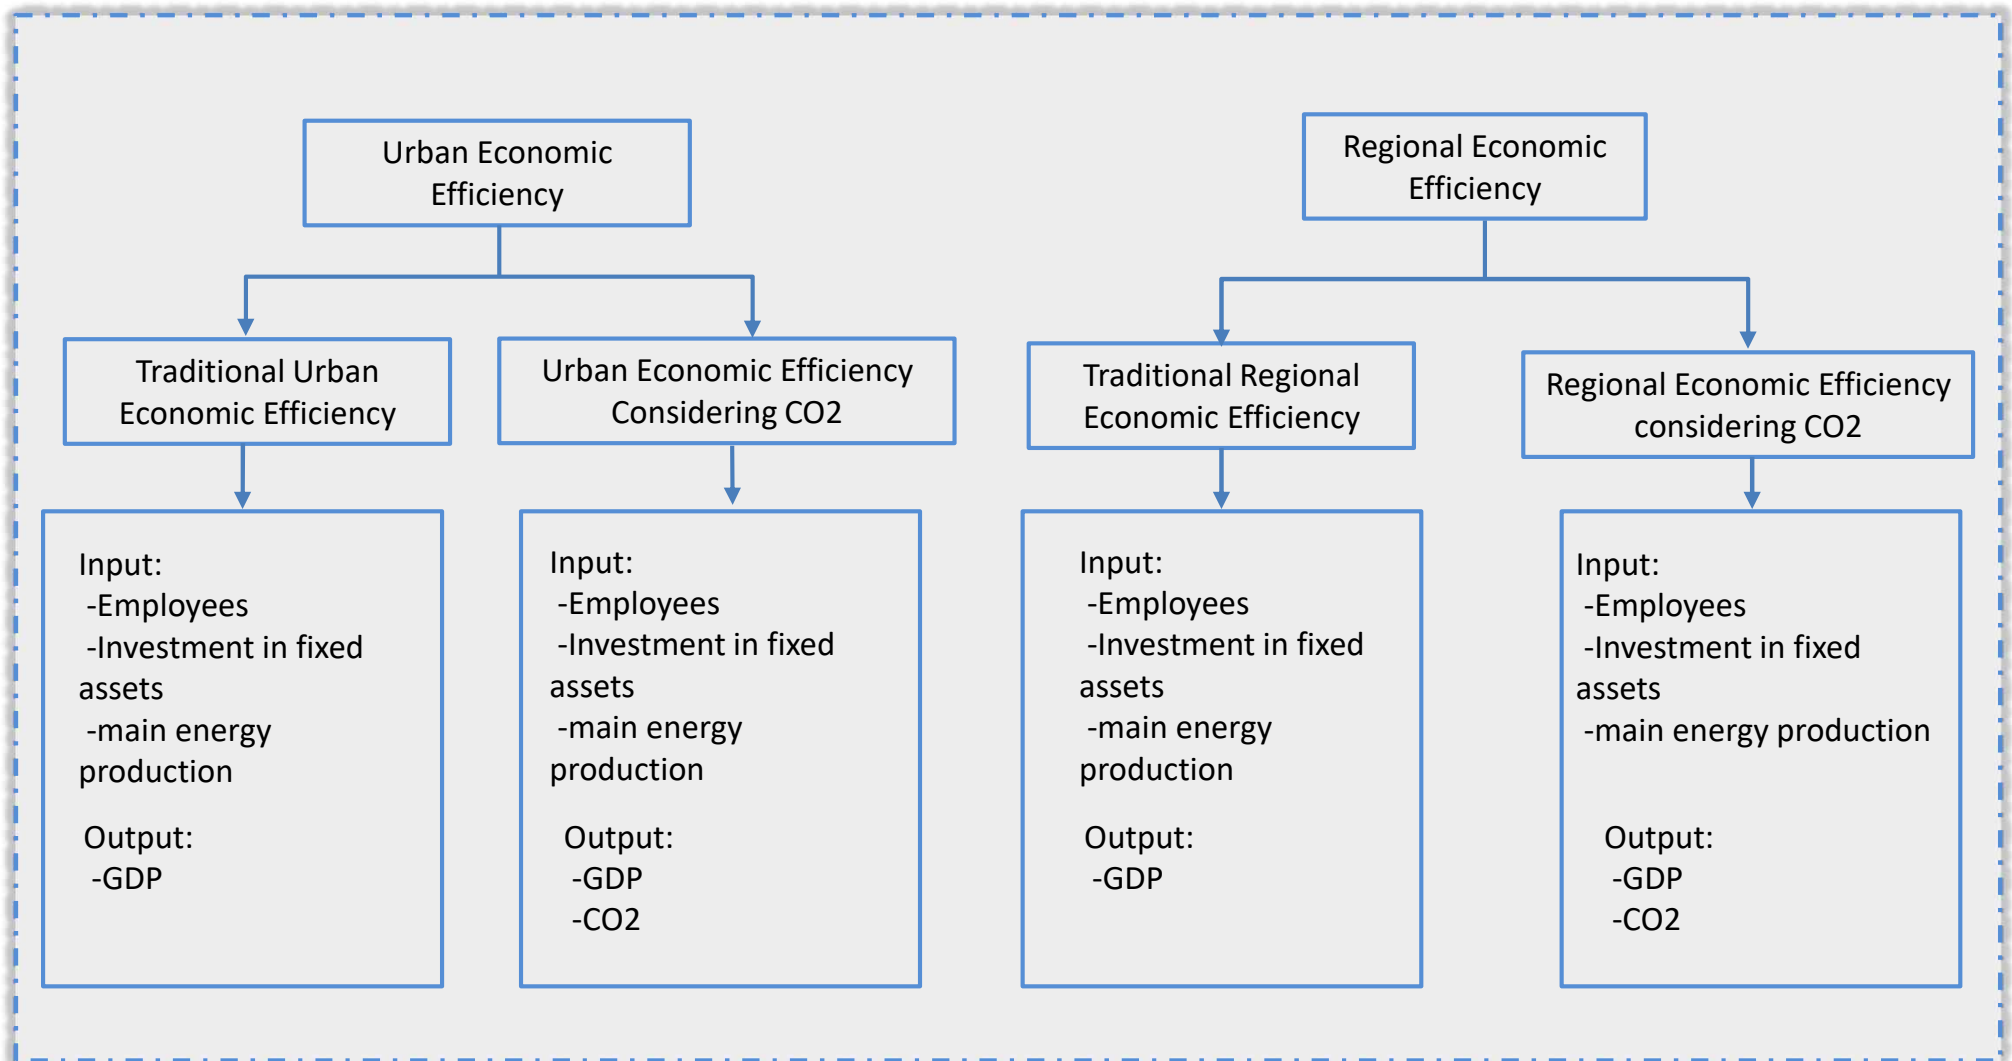 Urban Economic
Efficiency
Regional Economic
Efficiency
Traditional Urban
Economic Efficiency
Urban Economic Efficiency
Considering CO2
Traditional Regional
Economic Efficiency
Regional Economic Efficiency
considering CO2
Input:
-Employees
-Investment in fixed
assets
-main energy
production
Output:
-GDP
Input:
-Employees
-Investment in fixed
assets
-main energy
production
Output:
-GDP
-CO2
Input:
-Employees
-Investment in fixed
assets
-main energy
production
Output:
-GDP
Input:
-Employees
-Investment in fixed
assets
-main energy production
Output:
-GDP
-CO2